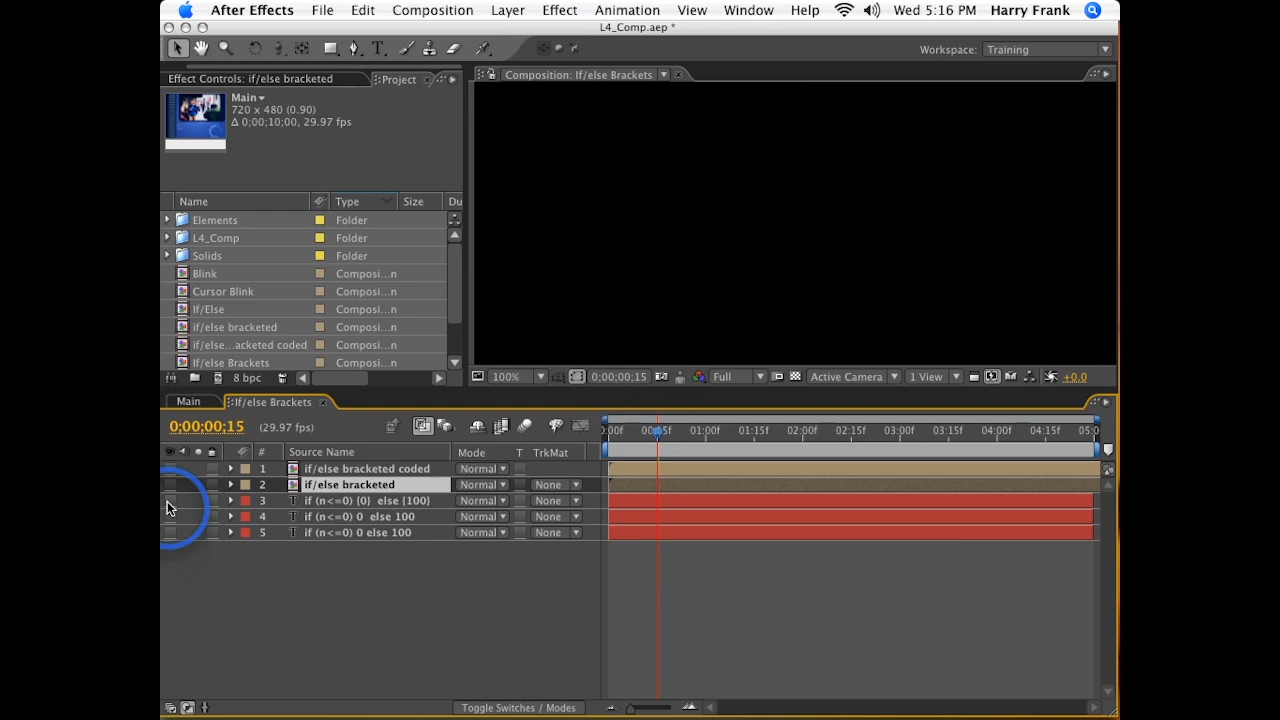 After Effects File Edit Composition Layer Effect Animation View Window Help Wed 5:16 PM Harry Frank
L4_Comp.aep *
Workspace: Training
Effect Controls: if/else bracketed Project
Composition: If/else Brackets
Main
720 x 480 (0.90)
Δ 0;00;10;00, 29.97 fps
Name Type Size Du
Elements Folder
L4_Comp Folder
Solids Folder
Blink Composi...n
Cursor Blink Composi...n
If/Else Composi...n
if/else bracketed Composi...n
if/else...acketed coded Composi...n
If/else Brackets Composi...n
8 bpc
100% 0;00;00;15 Full Active Camera 1 View +0.0
Main If/else Brackets
0;00;00;15 (29.97 fps)
:00f 00:15f 01:00f 01:15f 02:00f 02:15f 03:00f 03:15f 04:00f 04:15f 05:0
# Source Name Mode T TrkMat
1 if/else bracketed coded Normal
2 if/else bracketed Normal None
3 if (n<=0) {0} else {100} Normal None
4 if (n<=0) 0 else 100 Normal None
5 if (n<=0) 0 else 100 Normal None
Toggle Switches / Modes